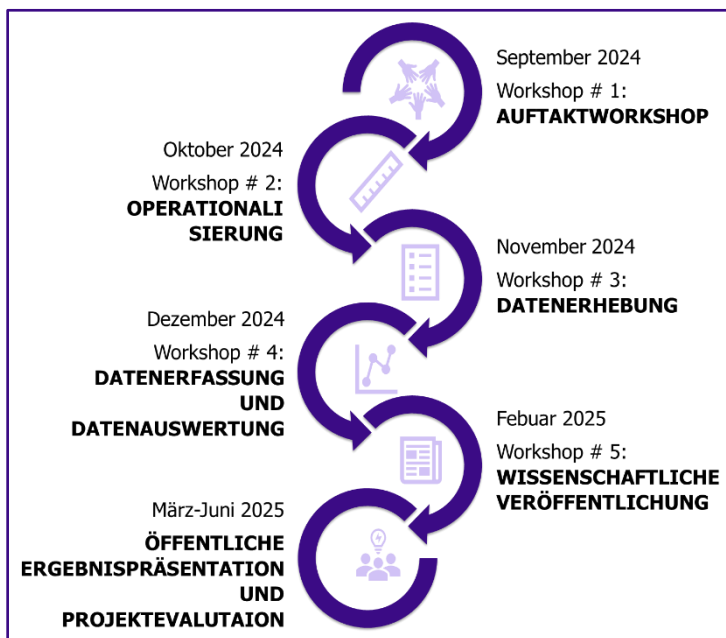 September 2024
Workshop # 1:
AUFTAKTWORKSHOP
Oktober 2024
Workshop # 2:
OPERATIONALI
SIERUNG
November 2024
Workshop # 3:
DATENERHEBUNG
Dezember 2024
Workshop # 4:
DATENERFASSUNG
UND
DATENAUSWERTUNG
Febuar 2025
Workshop # 5:
WISSENSCHAFTLICHE
VERÖFFENTLICHUNG
März-Juni 2025
ÖFFENTLICHE
ERGEBNISPRÄSENTATION
UND
PROJEKTEVALUTAION